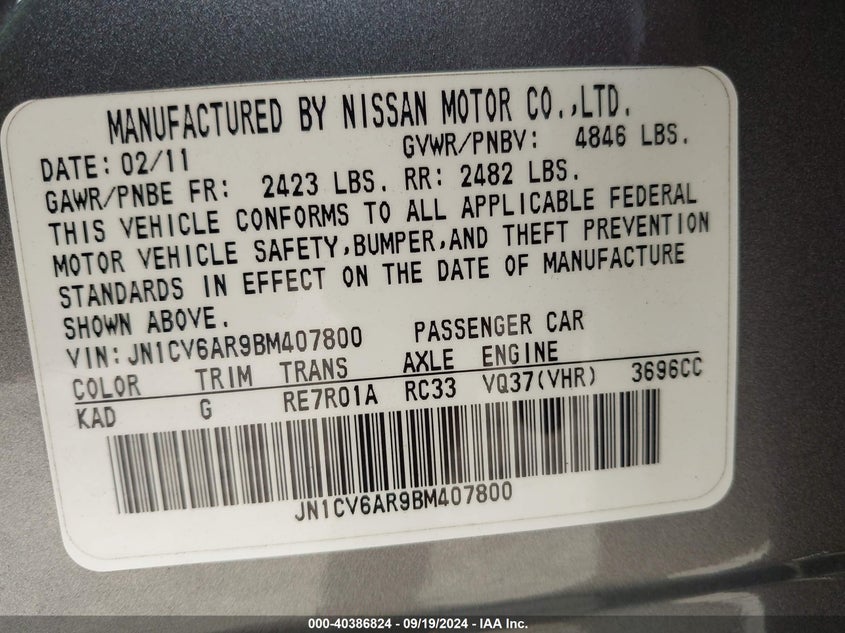 MANUFACTURED BY NISSAN MOTOR CO.,LTD.
DATE: 02/11 GVWR/PNBV: 4846 LBS.
GAWR/PNBE FR: 2423 LBS. RR: 2482 LBS.
THIS VEHICLE CONFORMS TO ALL APPLICABLE FEDERAL
MOTOR VEHICLE SAFETY,BUMPER,AND THEFT PREVENTION
STANDARDS IN EFFECT ON THE DATE OF MANUFACTURE
SHOWN ABOVE.
VIN: JN1CV6AR9BM407800 PASSENGER CAR
COLOR TRIM TRANS AXLE ENGINE
KAD G RE7R01A RC33 VQ37(VHR) 3696CC
JN1CV6AR9BM407800
000-40386824 - 09/19/2024 - IAA Inc.